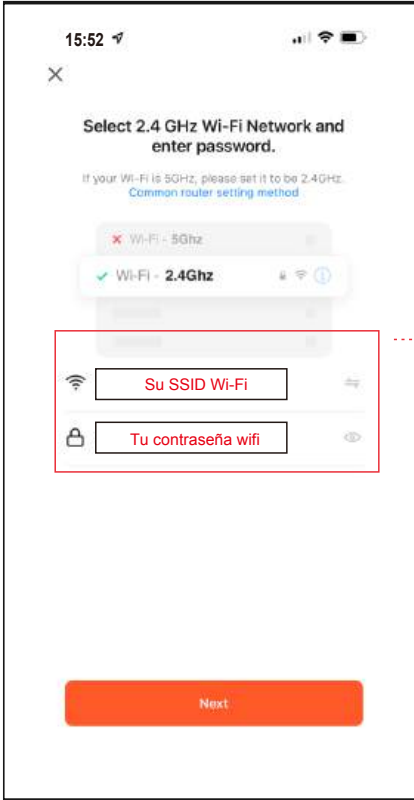 15:52
Select 2.4 GHz Wi-Fi Network and
enter password.
If your Wi-Fi is 5GHz, please set it to be 2.4GHz.
Common router setting method
Wi-Fi - 5Ghz
Wi-Fi - 2.4Ghz
Su SSID Wi-Fi
Tu contraseña wifi
Next